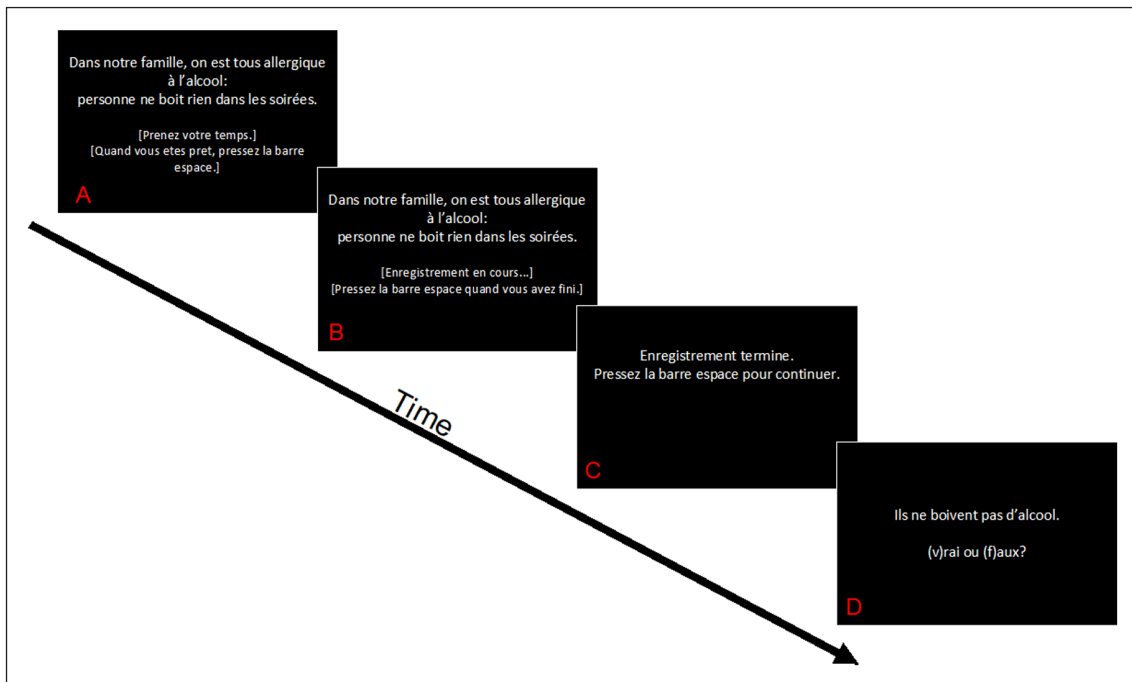 Dans notre famille, on est tous allergique
à l'alcool:
personne ne boit rien dans les soirées.
[Prenez votre temps.]
[Quand vous etes pret, pressez la barre
espace.]
A
Dans notre famille, on est tous allergique
à l'alcool:
personne ne boit rien dans les soirées.
[Enregistrement en cours...]
[Pressez la barre espace quand vous avez fini.]
B
Enregistrement termine.
Pressez la barre espace pour continuer.
C
Time
Ils ne boivent pas d'alcool.
(v)rai ou (f)aux?
D